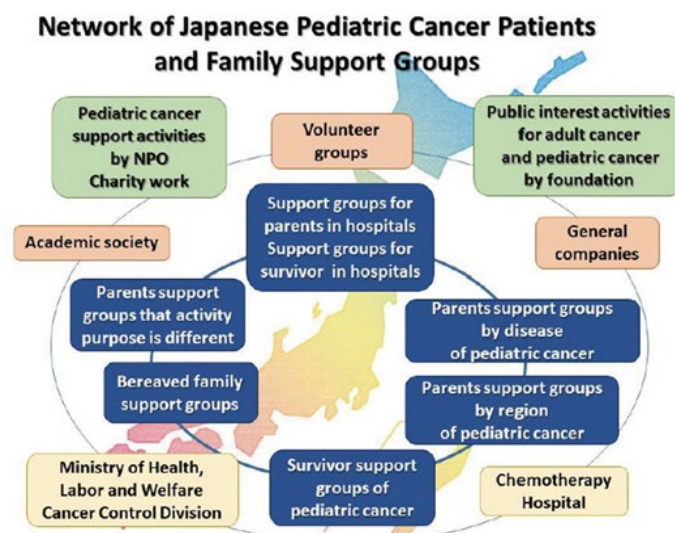 Network of Japanese Pediatric Cancer Patients
and Family Support Groups
Pediatric cancer
support activities
by NPO
Charity work
Volunteer
groups
Public interest activities
for adult cancer
and pediatric cancer
by foundation
Academic society
Support groups for
parents in hospitals
Support groups for
survivor in hospitals
General
companies
Parents support
groups that activity
purpose is different
Parents support groups
by disease
of pediatric cancer
Bereaved family
support groups
Parents support groups
by region
of pediatric cancer
Ministry of Health,
Labor and Welfare
Cancer Control Division
Survivor support
groups of
pediatric cancer
Chemotherapy
Hospital